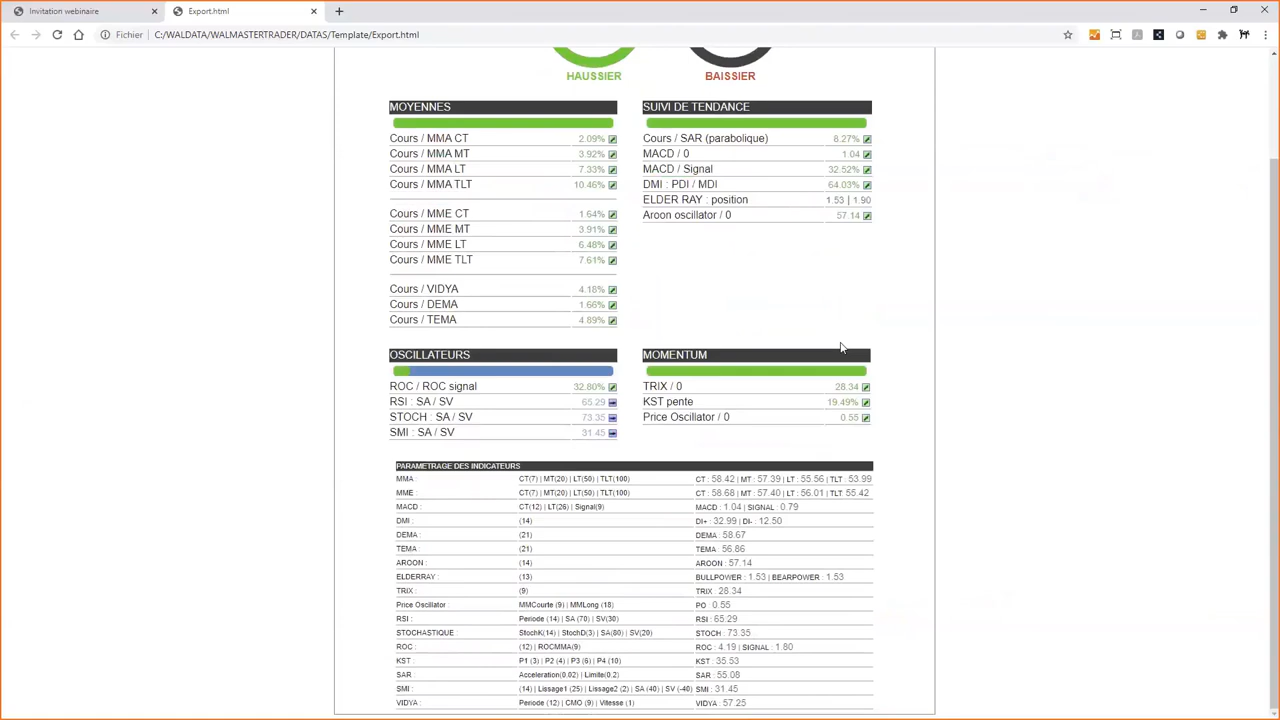 Invitation webinaire
Export.html
Fichier
C:/WALDATA/WALMASTERTRADER/DATAS/Template/Export.html
HAUSSIER
BAISSIER
MOYENNES
Cours / MMA CT 2.09%
Cours / MMA MT 3.92%
Cours / MMA LT 7.33%
Cours / MMA TLT 10.46%
Cours / MME CT 1.64%
Cours / MME MT 3.91%
Cours / MME LT 6.48%
Cours / MME TLT 7.61%
Cours / VIDYA 4.18%
Cours / DEMA 1.66%
Cours / TEMA 4.89%
SUIVI DE TENDANCE
Cours / SAR (parabolique) 8.27%
MACD / 0 1.04
MACD / Signal 32.52%
DMI : PDI / MDI 64.03%
ELDER RAY : position 1.53 | 1.90
Aroon oscillator / 0 57.14
OSCILLATEURS
ROC / ROC signal 32.80%
RSI : SA / SV 65.29
STOCH : SA / SV 73.35
SMI : SA / SV 31.45
MOMENTUM
TRIX / 0 28.34
KST pente 19.49%
Price Oscillator / 0 0.55
PARAMETRAGE DES INDICATEURS
MMA : CT(7) | MT(20) | LT(50) | TLT(100) CT : 58.42 | MT : 57.39 | LT : 55.56 | TLT : 53.99
MME : CT(7) | MT(20) | LT(50) | TLT(100) CT : 58.68 | MT : 57.40 | LT : 56.01 | TLT 55.42
MACD : CT(12) | LT(26) | Signal(9) MACD : 1.04 | SIGNAL : 0.79
DMI : (14) DI+ : 32.99 | DI- : 12.50
DEMA : (21) DEMA : 58.67
TEMA : (21) TEMA : 56.86
AROON : (14) AROON : 57.14
ELDERRAY : (13) BULLPOWER : 1.53 | BEARPOWER : 1.53
TRIX : (9) TRIX : 28.34
Price Oscillator : MMCourte (9) | MMLong (18) PO : 0.55
RSI : Periode (14) | SA (70) | SV(30) RSI : 65.29
STOCHASTIQUE : StochK(14) | StochD(3) | SA(80) | SV(20) STOCH : 73.35
ROC : (12) | ROCMMA(9) ROC : 4.19 | SIGNAL : 1.80
KST : P1 (3) | P2 (4) | P3 (6) | P4 (10) KST : 35.53
SAR Acceleration(0.02) | Limite(0.2) SAR : 55.08
SMI : (14) | Lissage1 (25) | Lissage2 (2) | SA (40) | SV (-40) SMI : 31.45
VIDYA : Periode (12) | CMO (9) | Vitesse (1) VIDYA : 57.25